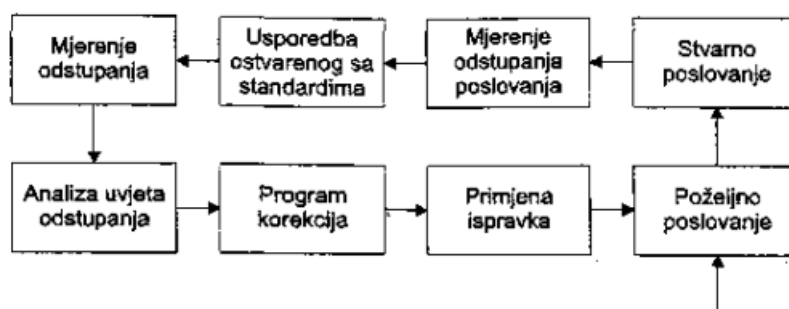 Mjerenje
odstupanja
Usporedba
ostvarenog sa
standardima
Mjerenje
odstupanja
poslovanja
Stvarno
poslovanje
Analiza uvjeta
odstupanja
Program
korekcija
Primjena
ispravka
Poželjno
poslovanje